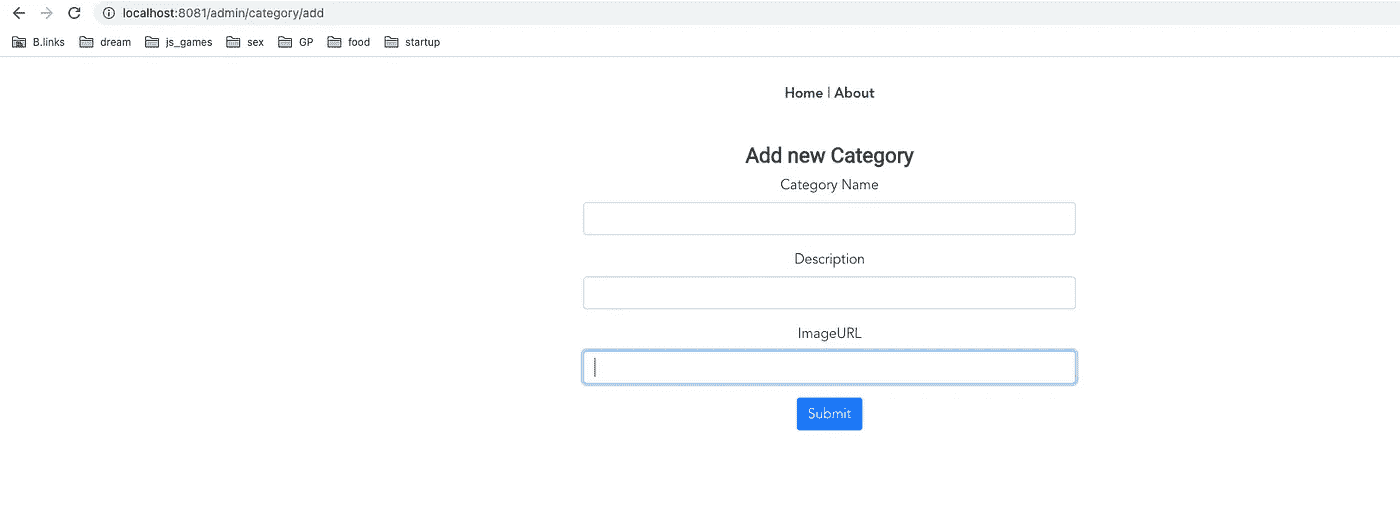 localhost:8081/admin/category/add
B.links dream js_games sex GP food startup
Home | About
Add new Category
Category Name
Description
ImageURL
Submit